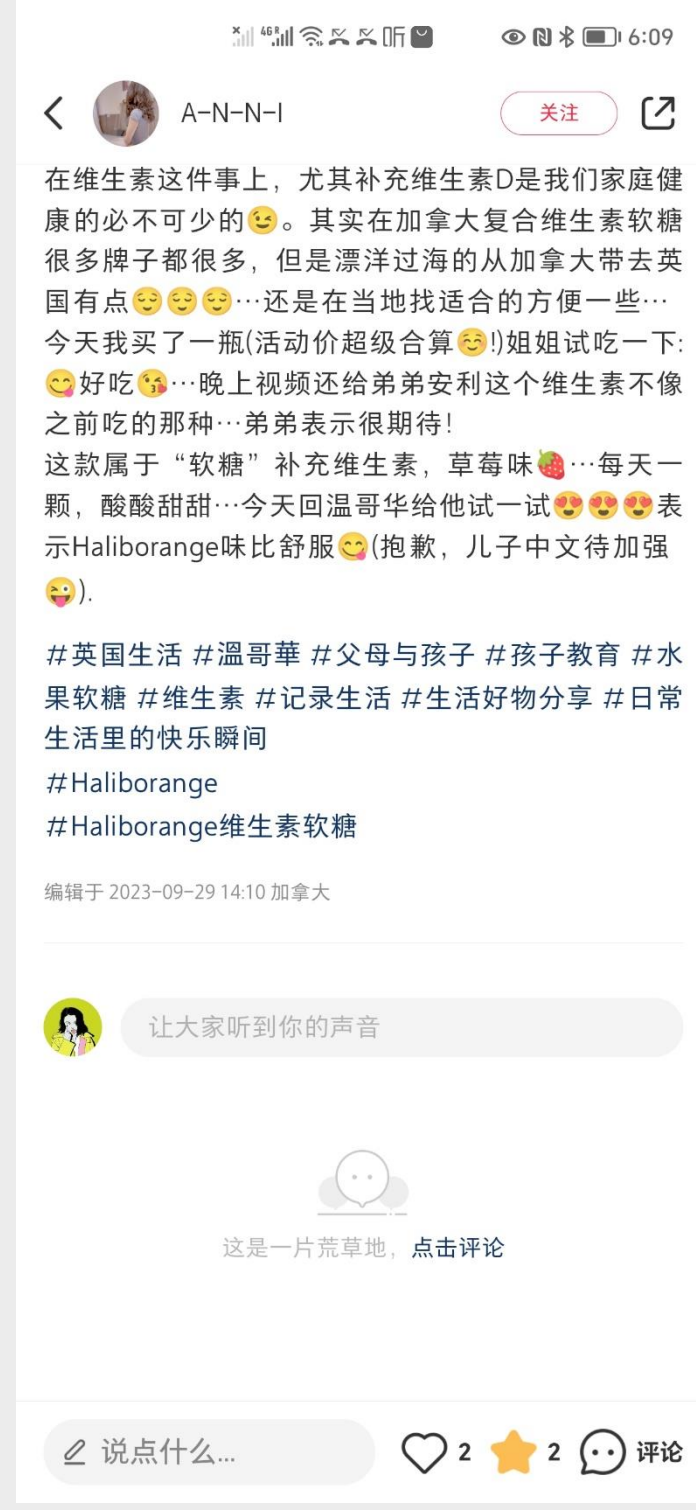 46R 听 6:09
A-N-N-I 关注
在维生素这件事上，尤其补充维生素D是我们家庭健
康的必不可少的😉。其实在加拿大复合维生素软糖
很多牌子都很多，但是漂洋过海的从加拿大带去英
国有点😌😌😌…还是在当地找适合的方便一些…
今天我买了一瓶(活动价超级合算☺️!)姐姐试吃一下:
😋好吃😘…晚上视频还给弟弟安利这个维生素不像
之前吃的那种…弟弟表示很期待！
这款属于“软糖”补充维生素，草莓味🍓…每天一
颗，酸酸甜甜…今天回温哥华给他试一试😍😍😍表
示Haliborange味比舒服😋(抱歉，儿子中文待加强
😜).
#英国生活 #溫哥華 #父母与孩子 #孩子教育 #水
果软糖 #维生素 #记录生活 #生活好物分享 #日常
生活里的快乐瞬间
#Haliborange
#Haliborange维生素软糖
编辑于 2023-09-29 14:10 加拿大
让大家听到你的声音
这是一片荒草地，点击评论
说点什么... 2 2 评论